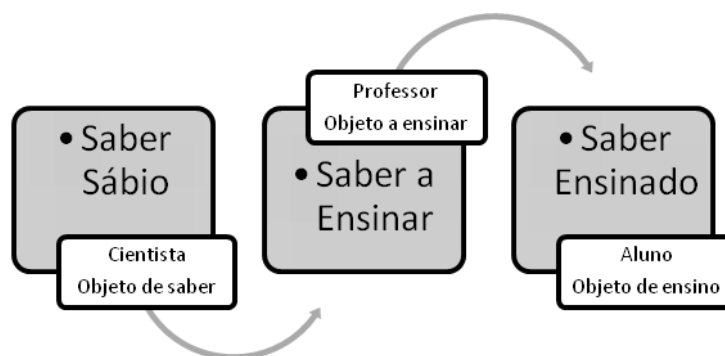 • Saber
Sábio
Cientista
Objeto de saber
Professor
Objeto a ensinar
• Saber a
Ensinar
• Saber
Ensinado
Aluno
Objeto de ensino